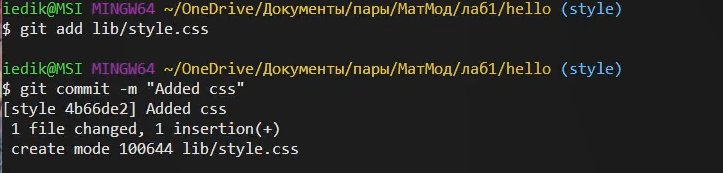 iedik@MSI MINGW64 ~/OneDrive/Документы/пары/МатМод/ла61/hello (style)
$ git add lib/style.css
iedik@MSI MINGW64 ~/OneDrive/Документы/пары/МатМод/ла61/hello (style)
$ git commit -m "Added css"
[style 4b66de2] Added css
1 file changed, 1 insertion(+)
create mode 100644 lib/style.css